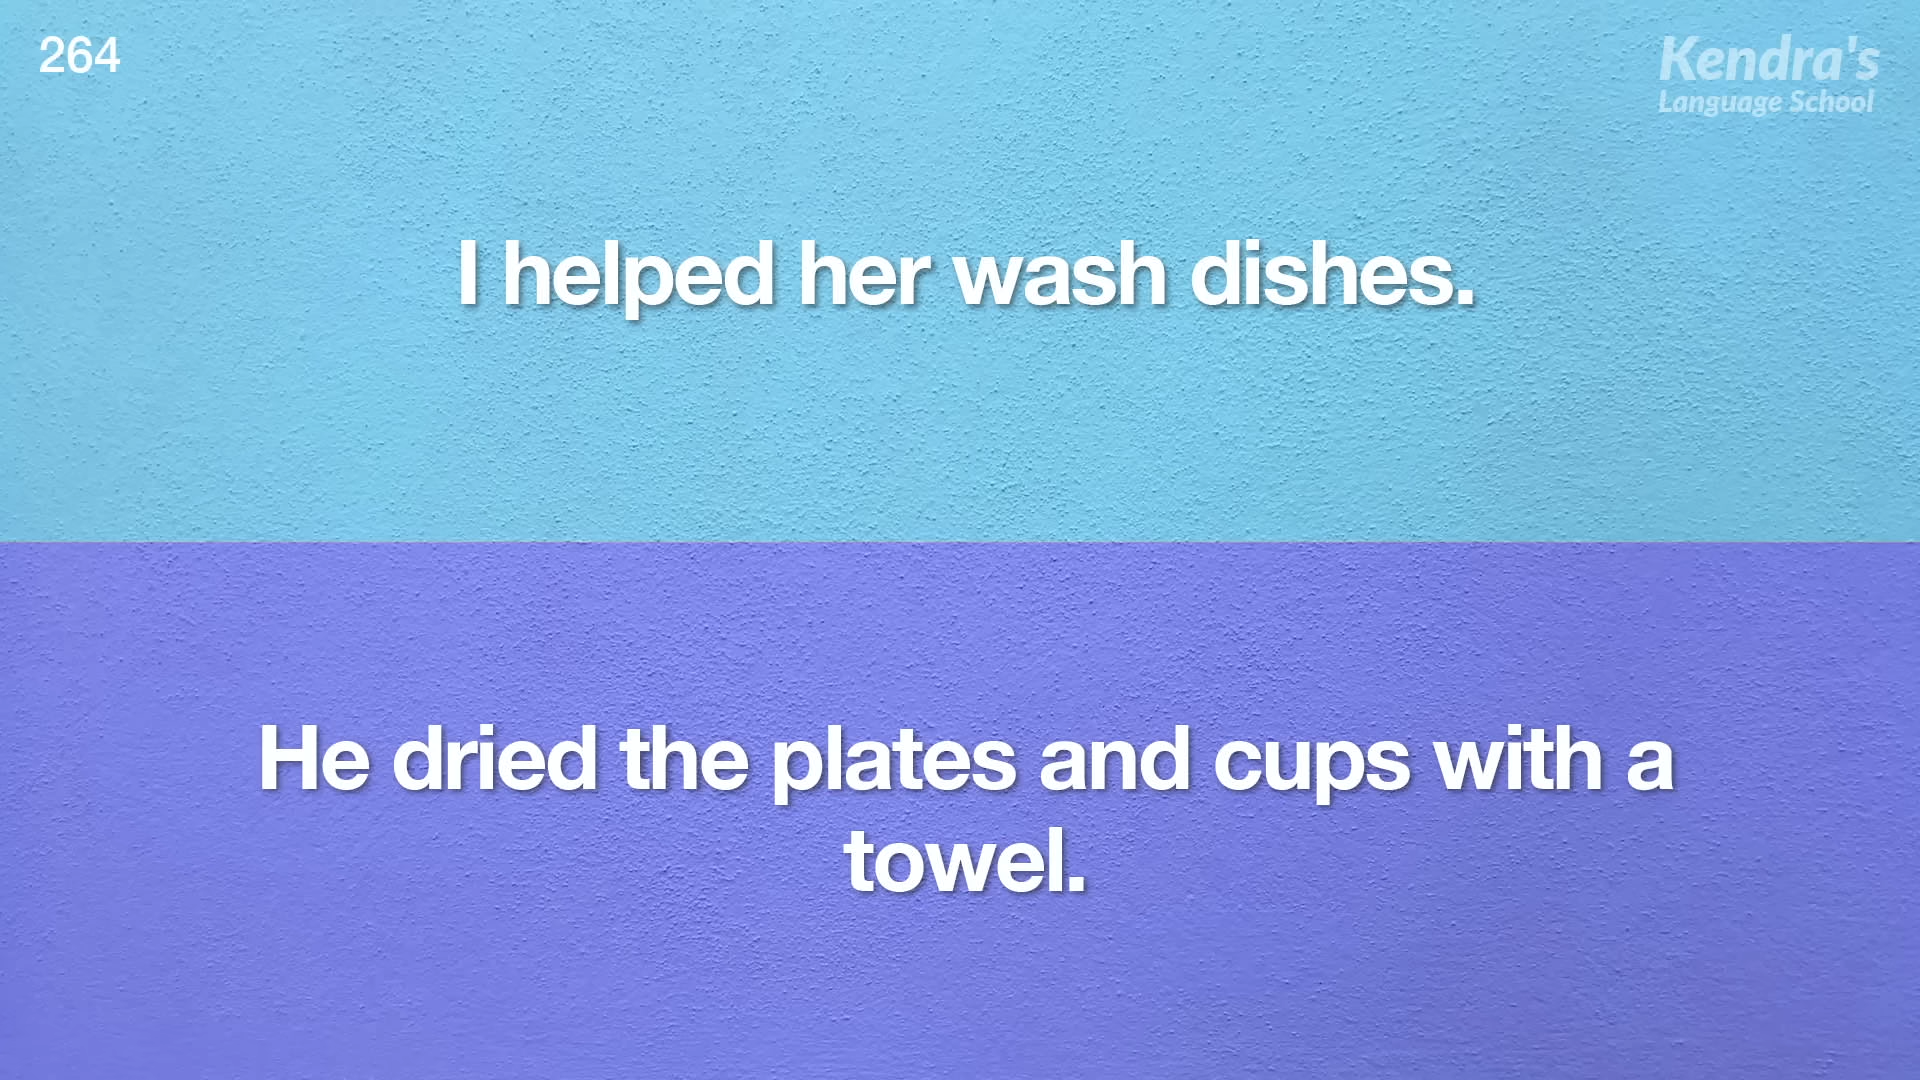 264
Kendra's
Language School
I helped her wash dishes.
He dried the plates and cups with a
towel.